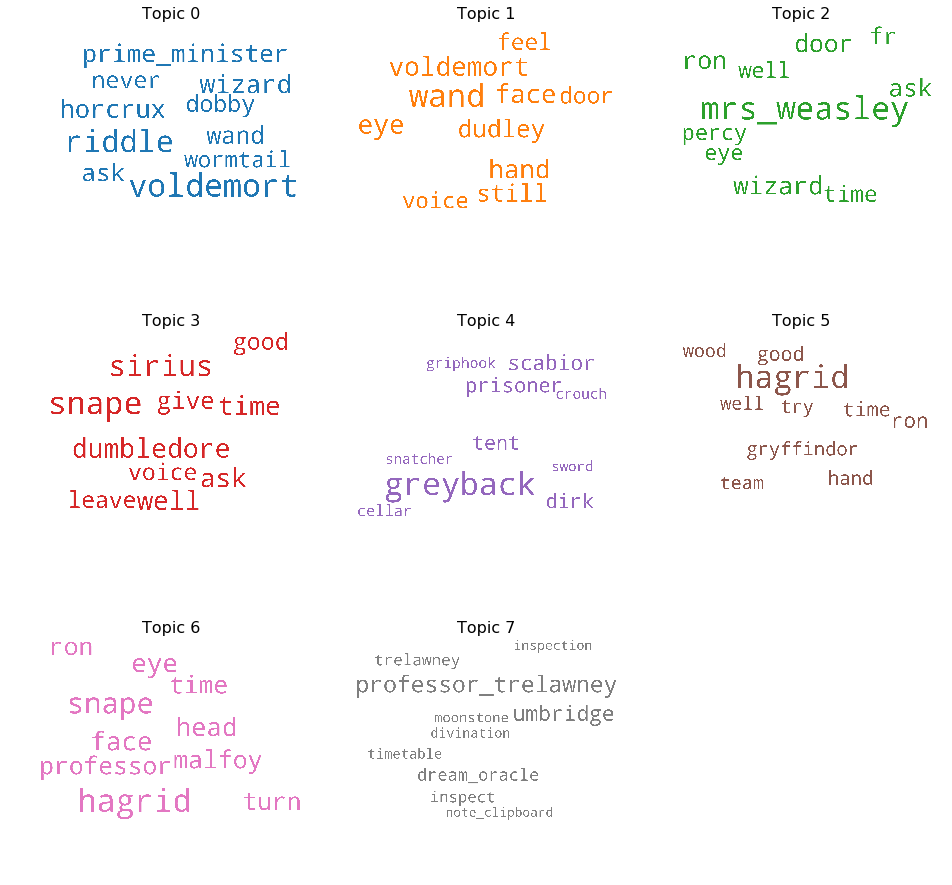 Topic 0
prime_minister
never wizard
horcrux dobby
riddle wand
wormtail
ask voldemort
Topic 1
feel
voldemort
wand face door
eye dudley
hand
voice still
Topic 2
door fr
ron well
ask
mrs_weasley
percy
eye
wizard time
Topic 3
good
sirius
snape give time
dumbledore
voice ask
leave well
Topic 4
griphook scabior
prisoner crouch
tent
snatcher sword
greyback
dirk
cellar
Topic 5
wood good
hagrid
well try time
ron
gryffindor
team hand
Topic 6
ron
eye
time
snape
head
face
professor malfoy
hagrid turn
Topic 7
inspection
trelawney
professor_trelawney
moonstone umbridge
divination
timetable
dream_oracle
inspect
note_clipboard